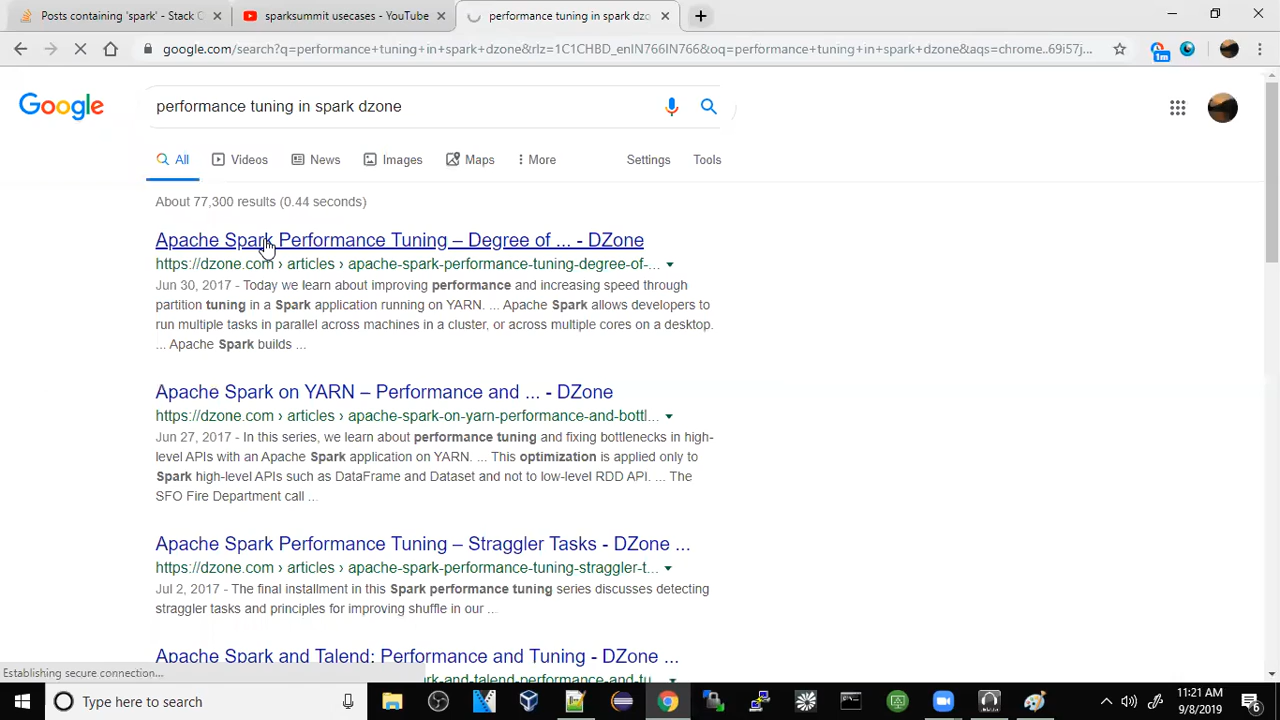 Posts containing 'spark' - Stack C
sparksummit usecases - YouTube
performance tuning in spark dzo
google.com/search?q=performance+tuning+in+spark+dzone&rlz=1C1CHBD_enIN766IN766&oq=performance+tuning+in+spark+dzone&aqs=chrome..69i57j...
1m
Google
performance tuning in spark dzone
All
Videos
News
Images
Maps
More
Settings
Tools
About 77,300 results (0.44 seconds)
Apache Spark Performance Tuning – Degree of ... - DZone
https://dzone.com › articles › apache-spark-performance-tuning-degree-of-...
Jun 30, 2017 - Today we learn about improving performance and increasing speed through
partition tuning in a Spark application running on YARN. ... Apache Spark allows developers to
run multiple tasks in parallel across machines in a cluster, or across multiple cores on a desktop.
... Apache Spark builds ...
Apache Spark on YARN – Performance and ... - DZone
https://dzone.com › articles › apache-spark-on-yarn-performance-and-bottl...
Jun 27, 2017 - In this series, we learn about performance tuning and fixing bottlenecks in high-
level APIs with an Apache Spark application on YARN. ... This optimization is applied only to
Spark high-level APIs such as DataFrame and Dataset and not to low-level RDD API. ... The
SFO Fire Department call ...
Apache Spark Performance Tuning – Straggler Tasks - DZone ...
https://dzone.com › articles › apache-spark-performance-tuning-straggler-t...
Jul 2, 2017 - The final installment in this Spark performance tuning series discusses detecting
straggler tasks and principles for improving shuffle in our ...
Apache Spark and Talend: Performance and Tuning - DZone ...
Establishing secure connection...
Type here to search
11:21 AM
9/8/2019
6